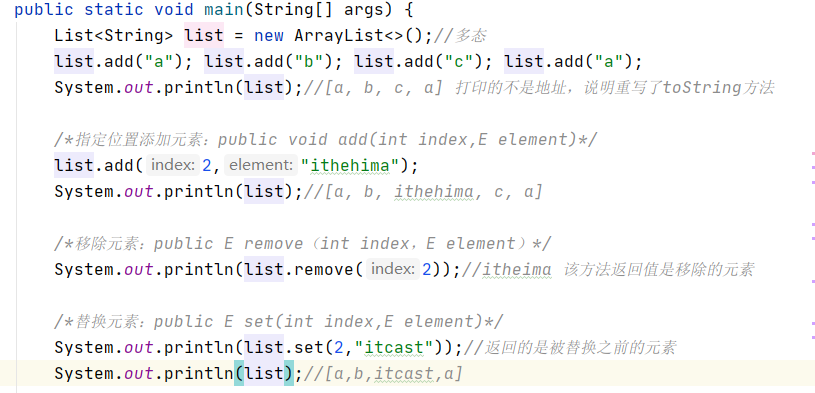 public static void main(String[] args) {
List<String> list = new ArrayList<>();//多态
list.add("a"); list.add("b"); list.add("c"); list.add("a");
System.out.println(list);//[a, b, c, a] 打印的不是地址，说明重写了toString方法
/*指定位置添加元素：public void add(int index,E element)*/
list.add( index: 2, element: "ithehima");
System.out.println(list);//[a, b, ithehima, c, a]
/*移除元素：public E remove（int index，E element）*/
System.out.println(list.remove( index: 2));//itheima 该方法返回值是移除的元素
/*替换元素：public E set(int index,E element)*/
System.out.println(list.set(2,"itcast"));//返回的是被替换之前的元素
System.out.println(list);//[a,b,itcast,a]